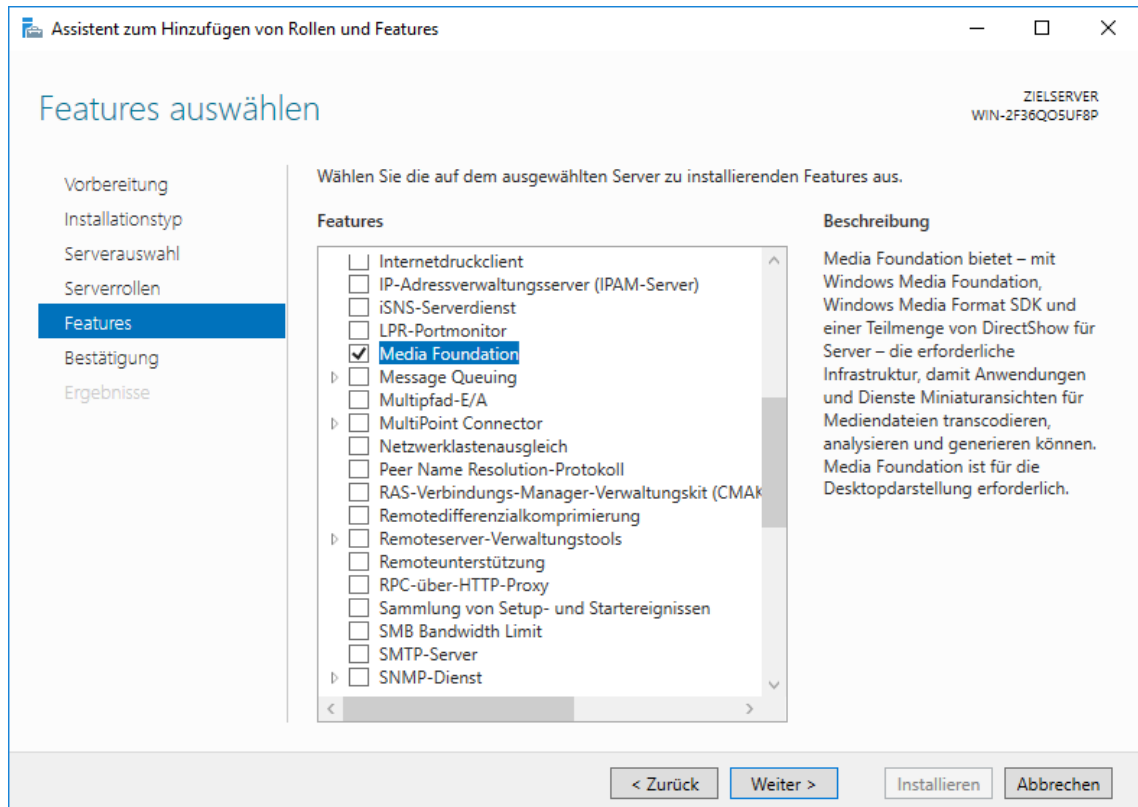 Assistent zum Hinzufügen von Rollen und Features
Features auswählen
ZIELSERVER
WIN-2F36QO5UF8P
Vorbereitung
Installationstyp
Serverauswahl
Serverrollen
Features
Bestätigung
Ergebnisse
Wählen Sie die auf dem ausgewählten Server zu installierenden Features aus.
Features
Internetdruckclient
IP-Adressverwaltungsserver (IPAM-Server)
iSNS-Serverdienst
LPR-Portmonitor
Media Foundation
Message Queuing
Multipfad-E/A
MultiPoint Connector
Netzwerklastenausgleich
Peer Name Resolution-Protokoll
RAS-Verbindungs-Manager-Verwaltungskit (CMAK
Remotedifferenzialkomprimierung
Remoteserver-Verwaltungstools
Remoteunterstützung
RPC-über-HTTP-Proxy
Sammlung von Setup- und Startereignissen
SMB Bandwidth Limit
SMTP-Server
SNMP-Dienst
Beschreibung
Media Foundation bietet – mit
Windows Media Foundation,
Windows Media Format SDK und
einer Teilmenge von DirectShow für
Server – die erforderliche
Infrastruktur, damit Anwendungen
und Dienste Miniaturansichten für
Mediendateien transcodieren,
analysieren und generieren können.
Media Foundation ist für die
Desktopdarstellung erforderlich.
< Zurück
Weiter >
Installieren
Abbrechen